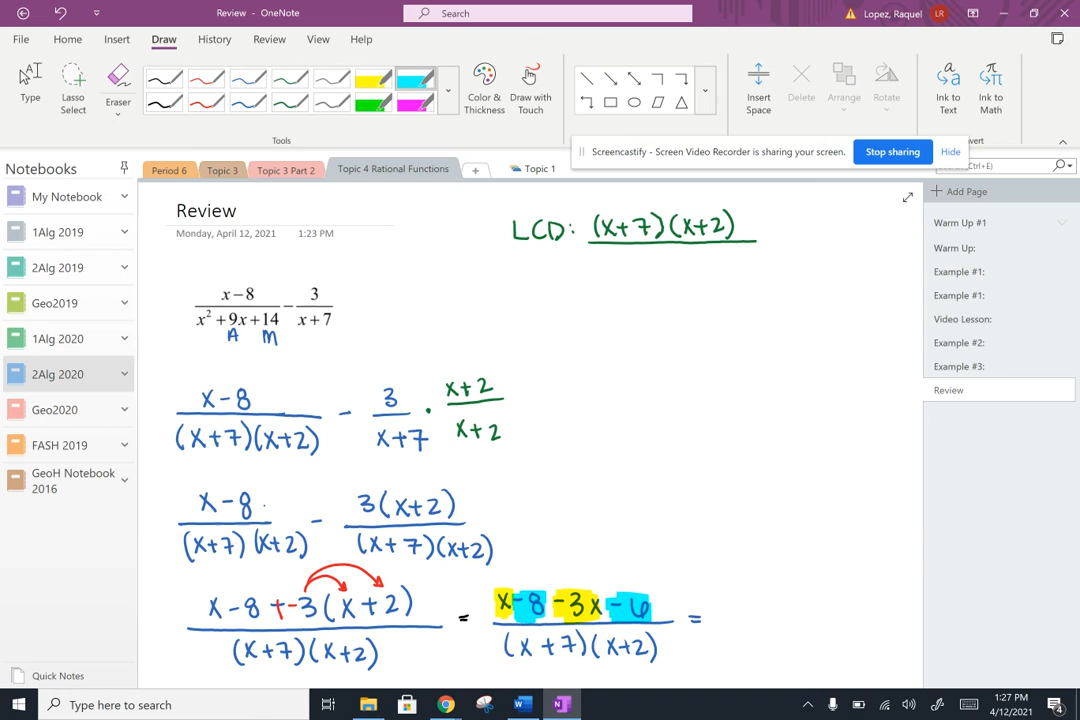 Review - OneNote
Search
Lopez, Raquel LR
File Home Insert Draw History Review View Help
Type Lasso Select Eraser Color & Thickness Draw with Touch Insert Space Delete Arrange Rotate Ink to Text Ink to Math
Tools
Screencastify - Screen Video Recorder is sharing your screen. Stop sharing Hide
Notebooks
Period 6 Topic 3 Topic 3 Part 2 Topic 4 Rational Functions + Topic 1
My Notebook
1Alg 2019
2Alg 2019
Geo2019
1Alg 2020
2Alg 2020
Geo2020
FASH 2019
GeoH Notebook 2016
Quick Notes
Review
Monday, April 12, 2021 1:23 PM
LCD: (x+7)(x+2)
x−8 / x² +9x+14 − 3 / x+7
A M
x-8 / (x+7)(x+2) - 3 / x+7 · x+2 / x+2
x-8 / (x+7)(x+2) - 3(x+2) / (x+7)(x+2)
x-8+-3(x+2) / (x+7)(x+2) = x-8-3x-6 / (x+7)(x+2) =
Add Page
Warm Up #1
Warm Up:
Example #1:
Example #1:
Video Lesson:
Example #2:
Example #3:
Review
Type here to search
1:27 PM
4/12/2021
4